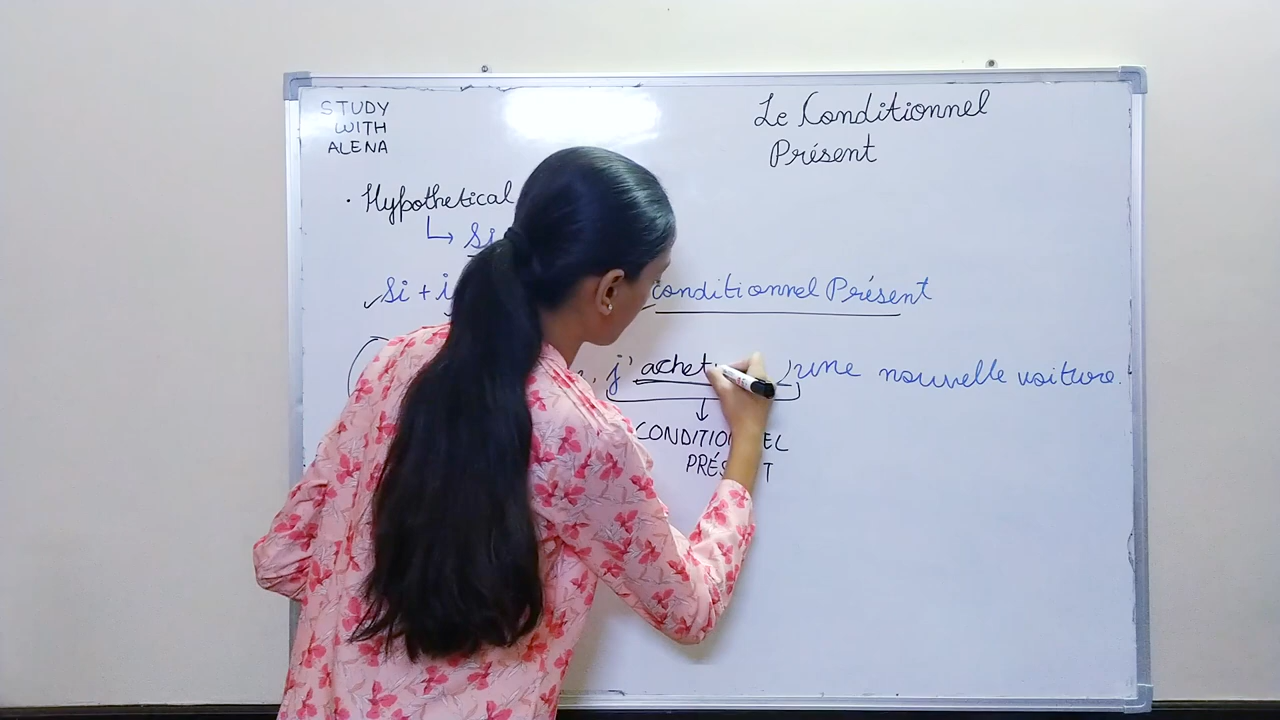 STUDY
WITH
ALENA
Le Conditionnel
Présent
· Hypothetical
↳ Si
Si + i conditionnel Présent
j'achet une nouvelle voiture.
CONDITIONNEL
PRÉSENT